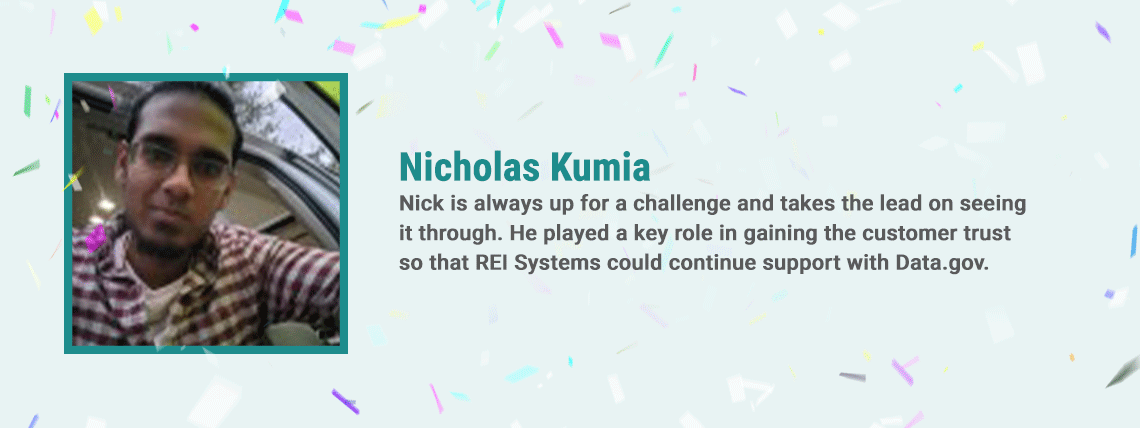 Nicholas Kumia
Nick is always up for a challenge and takes the lead on seeing
it through. He played a key role in gaining the customer trust
so that REI Systems could continue support with Data.gov.